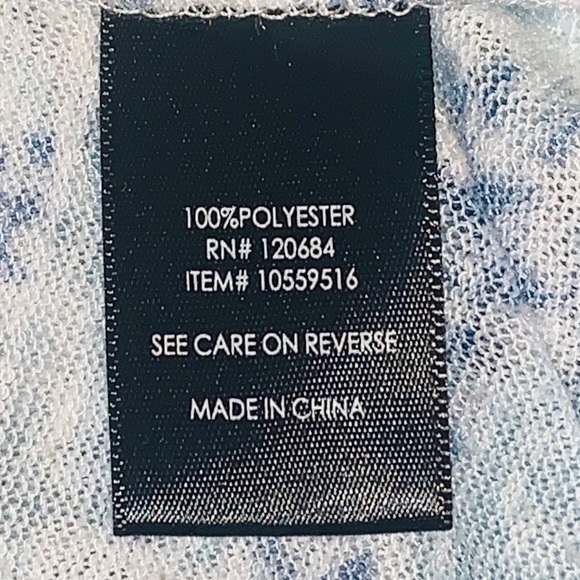 100%POLYESTER
RN# 120684
ITEM# 10559516
SEE CARE ON REVERSE
MADE IN CHINA